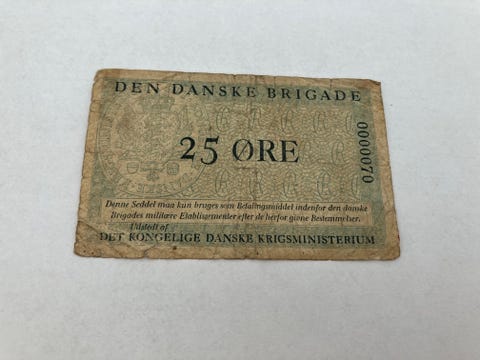 DEN DANSKE BRIGADE
25 ØRE
0000070
Denne Seddel maa kun bruges som Betalingsmiddel indenfor den danske
Brigades militære Etablissementer efter de herfor givne Bestemmelser.
Udstedt af
DET KONGELIGE DANSKE KRIGSMINISTERIUM